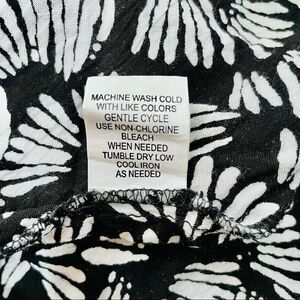 MACHINE WASH COLD
WITH LIKE COLORS
GENTLE CYCLE
USE NON-CHLORINE
BLEACH
WHEN NEEDED
TUMBLE DRY LOW
COOL IRON
AS NEEDED